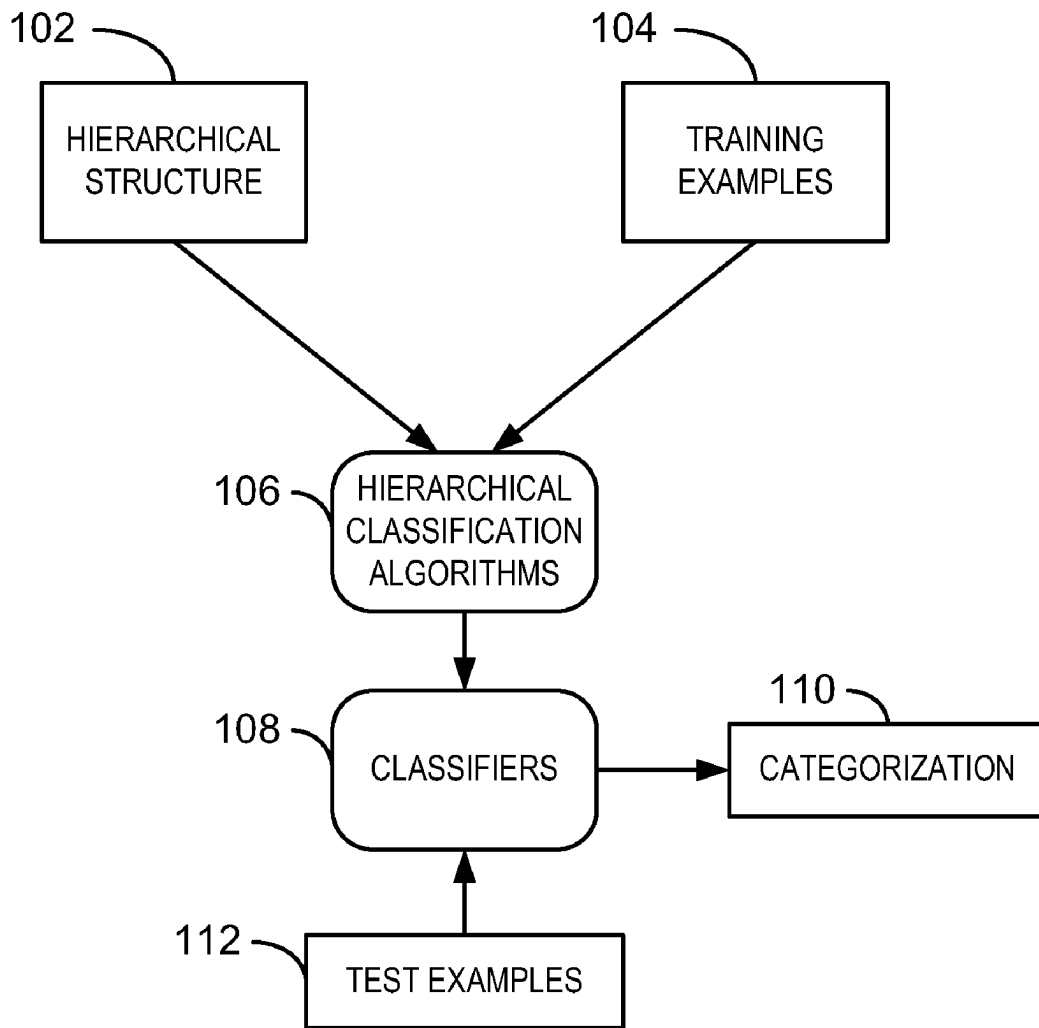 102
104
HIERARCHICAL
STRUCTURE
TRAINING
EXAMPLES
106
HIERARCHICAL
CLASSIFICATION
ALGORITHMS
110
108
CLASSIFIERS
CATEGORIZATION
112
TEST EXAMPLES